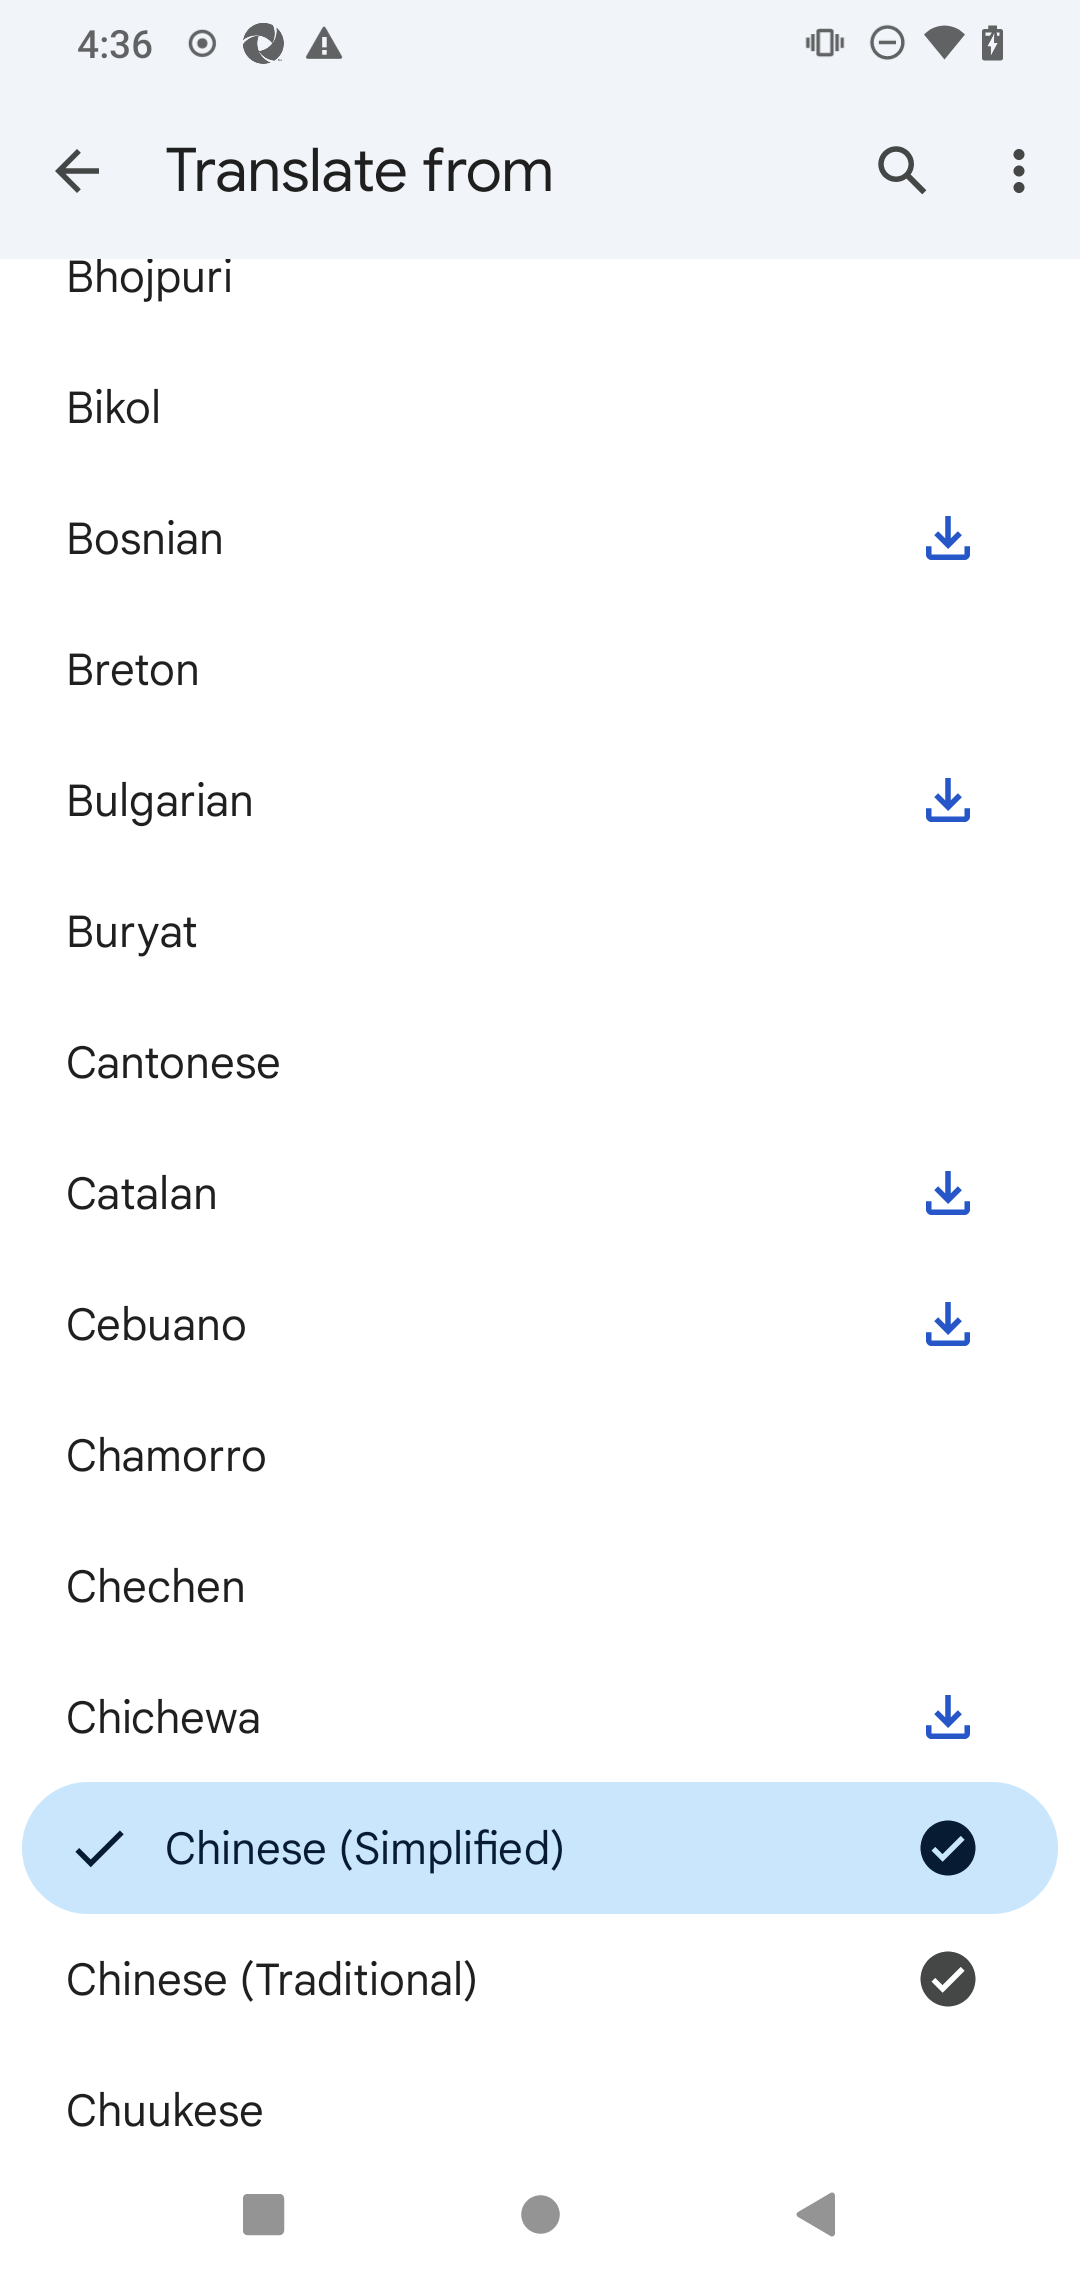 4:36
Translate from
Bhojpuri
Bikol
Bosnian
Breton
Bulgarian
Buryat
Cantonese
Catalan
Cebuano
Chamorro
Chechen
Chichewa
Chinese (Simplified)
Chinese (Traditional)
Chuukese